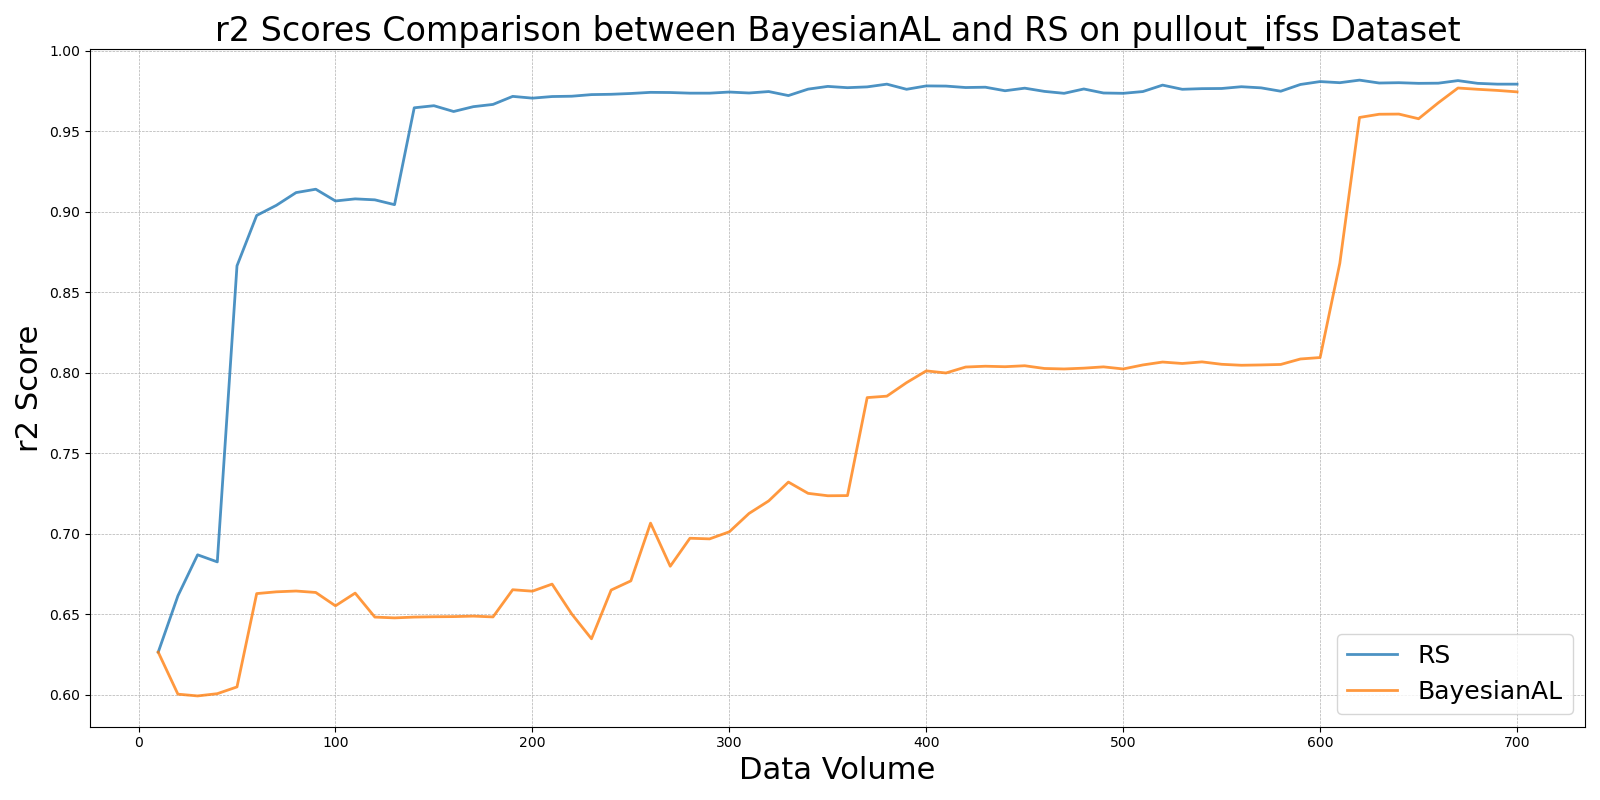 r2 Scores Comparison between BayesianAL and RS on pullout_ifss Dataset
1.00
0.95
0.90
0.85
0.80
0.75
0.70
0.65
0.60
r2 Score
RS
BayesianAL
0 100 200 300 400 500 600 700
Data Volume